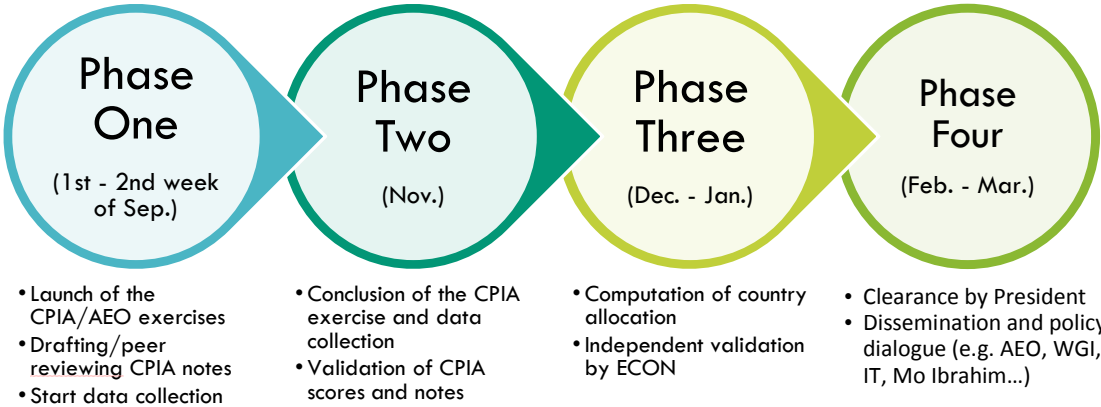 Phase
One
(1st - 2nd week
of Sep.)
• Launch of the
CPIA/AEO exercises
• Drafting/peer
reviewing CPIA notes
• Start data collection
Phase
Two
(Nov.)
• Conclusion of the CPIA
exercise and data
collection
• Validation of CPIA
scores and notes
Phase
Three
(Dec. - Jan.)
• Computation of country
allocation
• Independent validation
by ECON
Phase
Four
(Feb. - Mar.)
• Clearance by President
• Dissemination and policy
dialogue (e.g. AEO, WGI,
IT, Mo Ibrahim...)